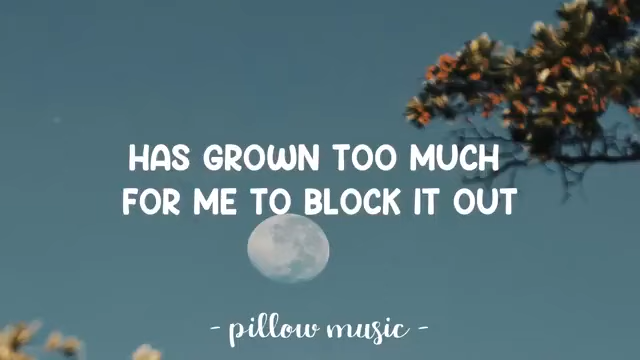 HAS GROWN TOO MUCH
FOR ME TO BLOCK IT OUT
- pillow music -